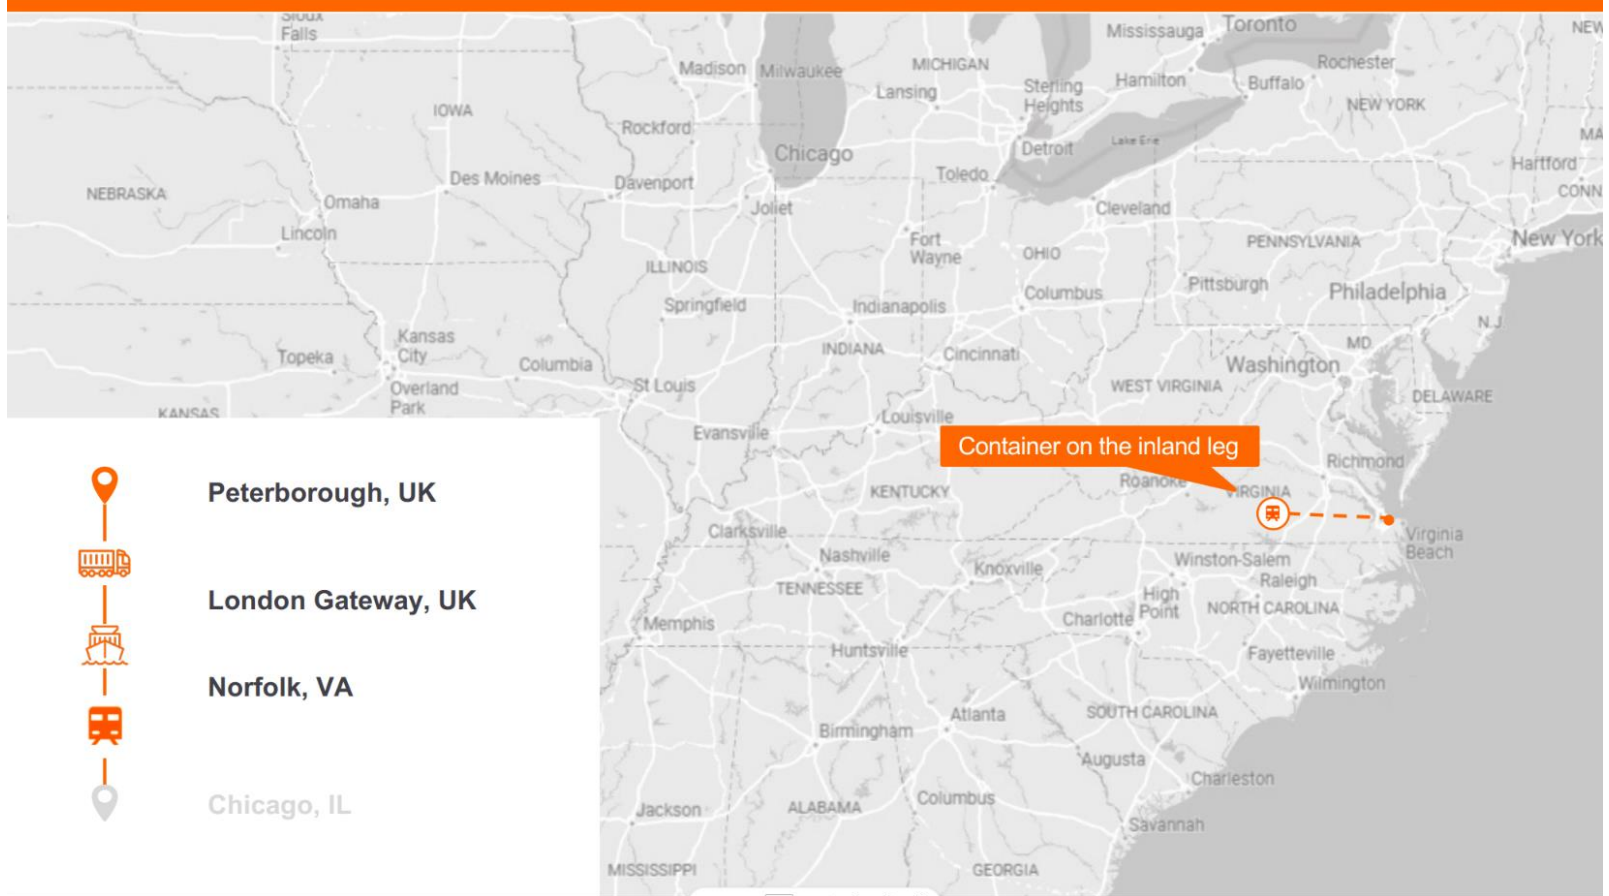 Sioux
Falls
Mississauga
Toronto
NEW
Madison
Milwaukee
MICHIGAN
Rochester
Lansing
Sterling
Heights
Hamilton
Buffalo
IOWA
NEW YORK
Rockford
MA
Chicago
Detroit
Lake Erie
Hartford
Toledo
NEBRASKA
Des Moines
Davenport
CONN
Omaha
Joliet
Cleveland
Lincoln
Fort
Wayne
OHIO
PENNSYLVANIA
New York
ILLINOIS
Pittsburgh
Springfield
Indianapolis
Columbus
Philadelphia
N.J
Kansas
City
Topeka
Columbia
INDIANA
Cincinnati
MD
Washington
Overland
Park
St Louis
WEST VIRGINIA
DELAWARE
KANSAS
Evansville
Louisville
Container on the inland leg
Richmond
Roanoke
KENTUCKY
VIRGINIA
Clarksville
Virginia
Beach
Nashville
Knoxville
Winston-Salem
TENNESSEE
Raleigh
High
Point
NORTH CAROLINA
Memphis
Charlotte
Huntsville
Fayetteville
Wilmington
Atlanta
SOUTH CAROLINA
Birmingham
Augusta
Charleston
Jackson
ALABAMA
Columbus
Savannah
MISSISSIPPI
GEORGIA
Peterborough, UK
London Gateway, UK
Norfolk, VA
Chicago, IL